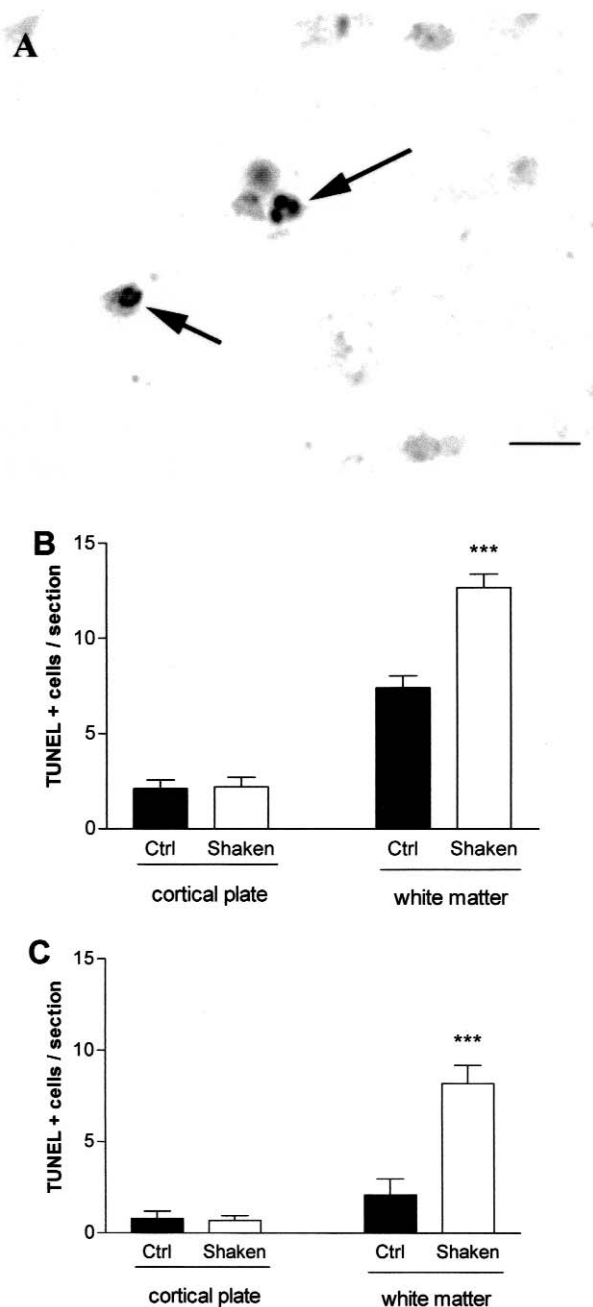 A
B
TUNEL + cells / section
15
10
5
0
***
Ctrl Shaken Ctrl Shaken
cortical plate white matter
C
TUNEL + cells / section
15
10
5
0
***
Ctrl Shaken Ctrl Shaken
cortical plate white matter